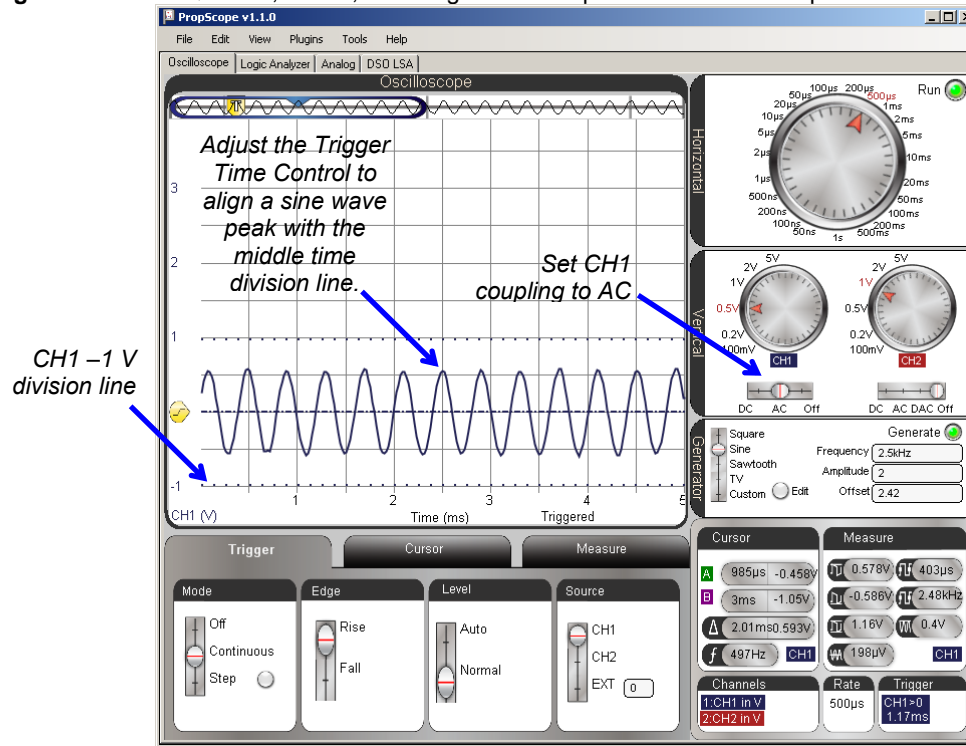 PropScope v1.1.0
File Edit View Plugins Tools Help
Oscilloscope Logic Analyzer Analog DSO LSA
Oscilloscope
Adjust the Trigger
Time Control to
align a sine wave
peak with the
middle time
division line.
Set CH1
coupling to AC
CH1 –1 V
division line
3
2
1
-1
1 2 3 4 5
CH1 (V) Time (ms) Triggered
Horizontal
Run
50ns
100ns
200ns
500ns
1µs
2µs
5µs
10µs
20µs
50µs
100µs
200µs
500µs
1ms
2ms
5ms
10ms
20ms
50ms
100ms
200ms
500ms
1s
Vertical
5V
2V
1V
0.5V
0.2V
100mV
CH1
DC AC Off
5V
2V
1V
0.5V
0.2V
100mV
CH2
DC AC DAC Off
Generator
Square
Sine
Sawtooth
TV
Custom Edit
Generate
Frequency 2.5kHz
Amplitude 2
Offset 2.42
Trigger Cursor Measure
Mode
Off
Continuous
Step
Edge
Rise
Fall
Level
Auto
Normal
Source
CH1
CH2
EXT 0
Cursor
A 985µs -0.458V
B 3ms -1.05V
Δ 2.01ms 0.593V
f 497Hz CH1
Measure
0.578V 403µs
-0.586V 2.48kHz
1.16V 0.4V
198µV CH1
Channels
1:CH1 in V
2:CH2 in V
Rate
500µs
Trigger
CH1>0
1.17ms